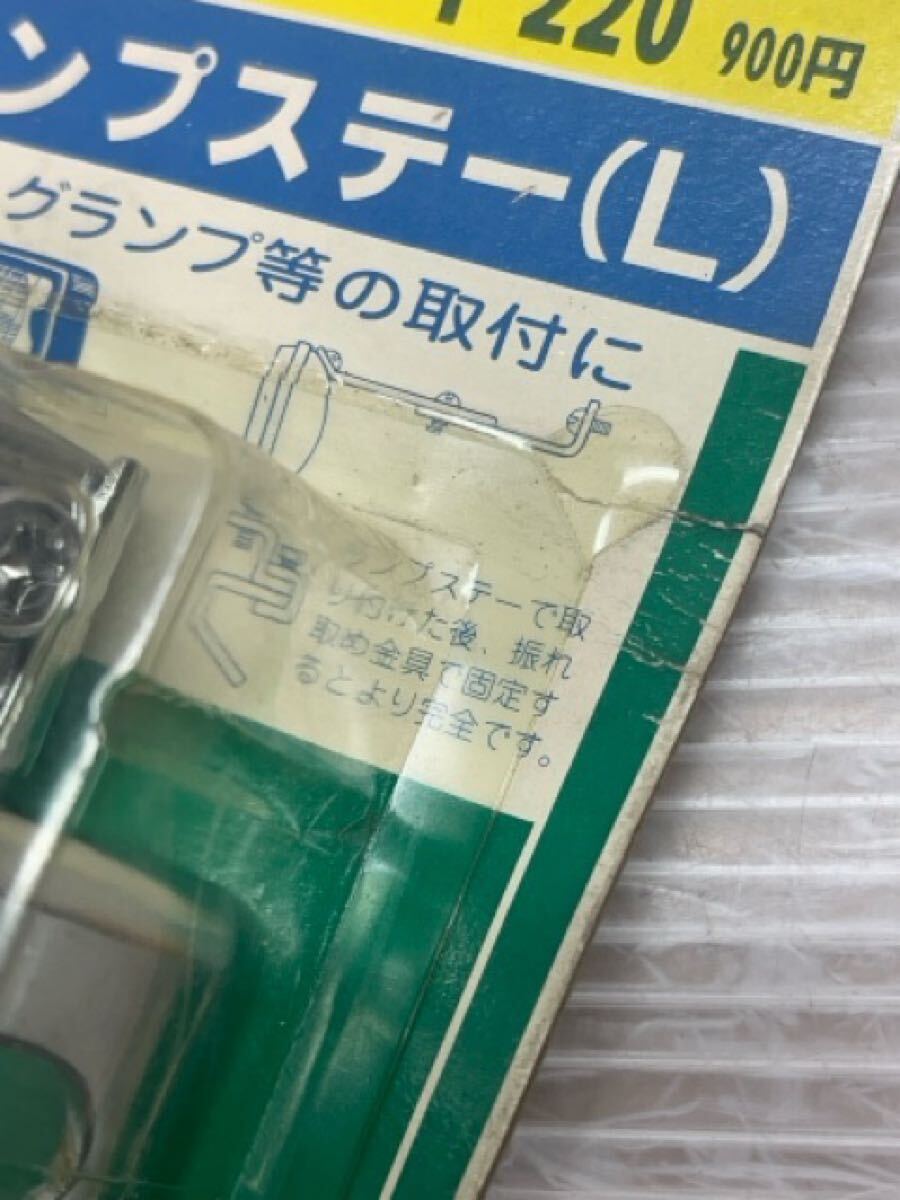 220 900円
ンプステー(L)
グランプ等の取付に
ンプステーで取
り付けた後、振れ
取め金具で固定す
るとより完全です。